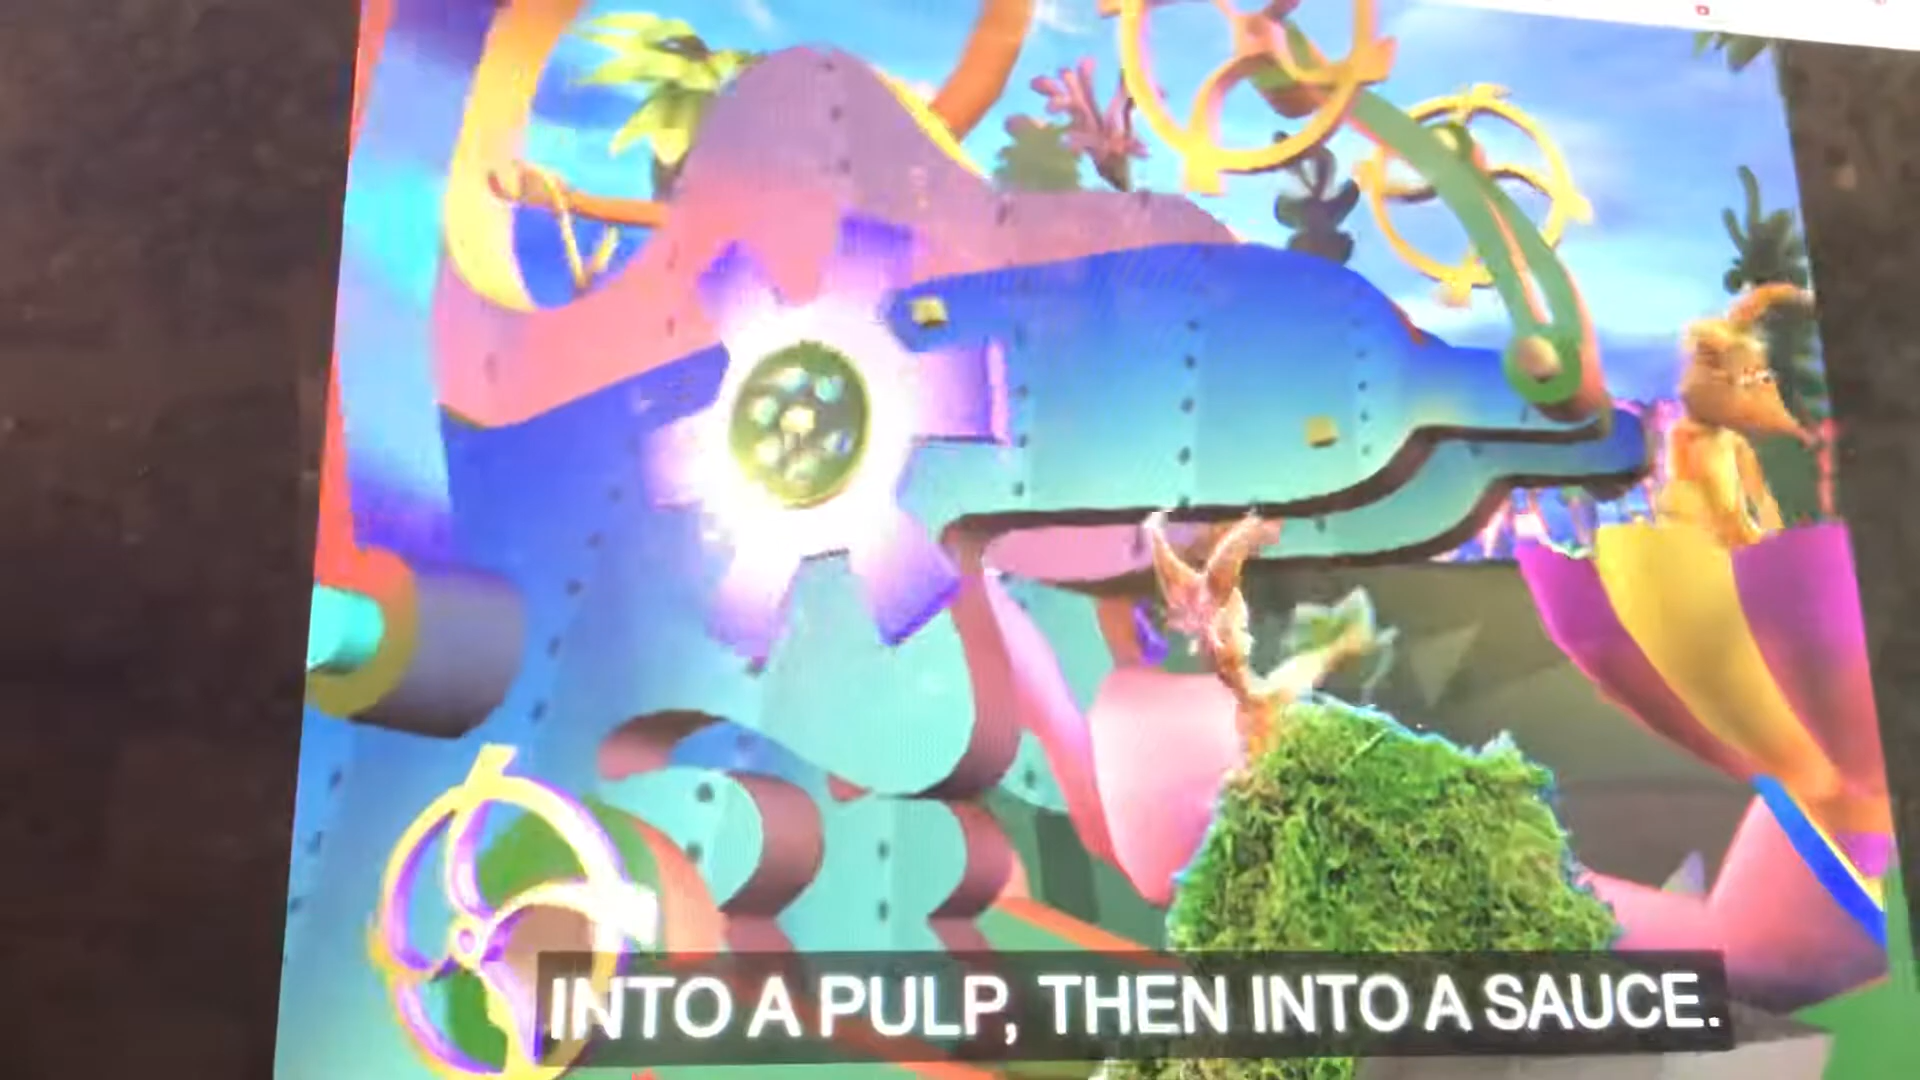 INTO A PULP, THEN INTO A SAUCE.